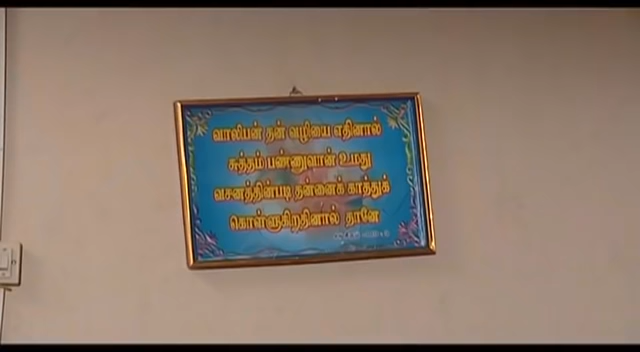 வாலிபன் தன் வழியை எதினால்
சுத்தம் பண்ணுவான் உமது
வசனத்தின்படி தன்னைக் காத்துக்
கொள்ளுகிறதினால் தானே